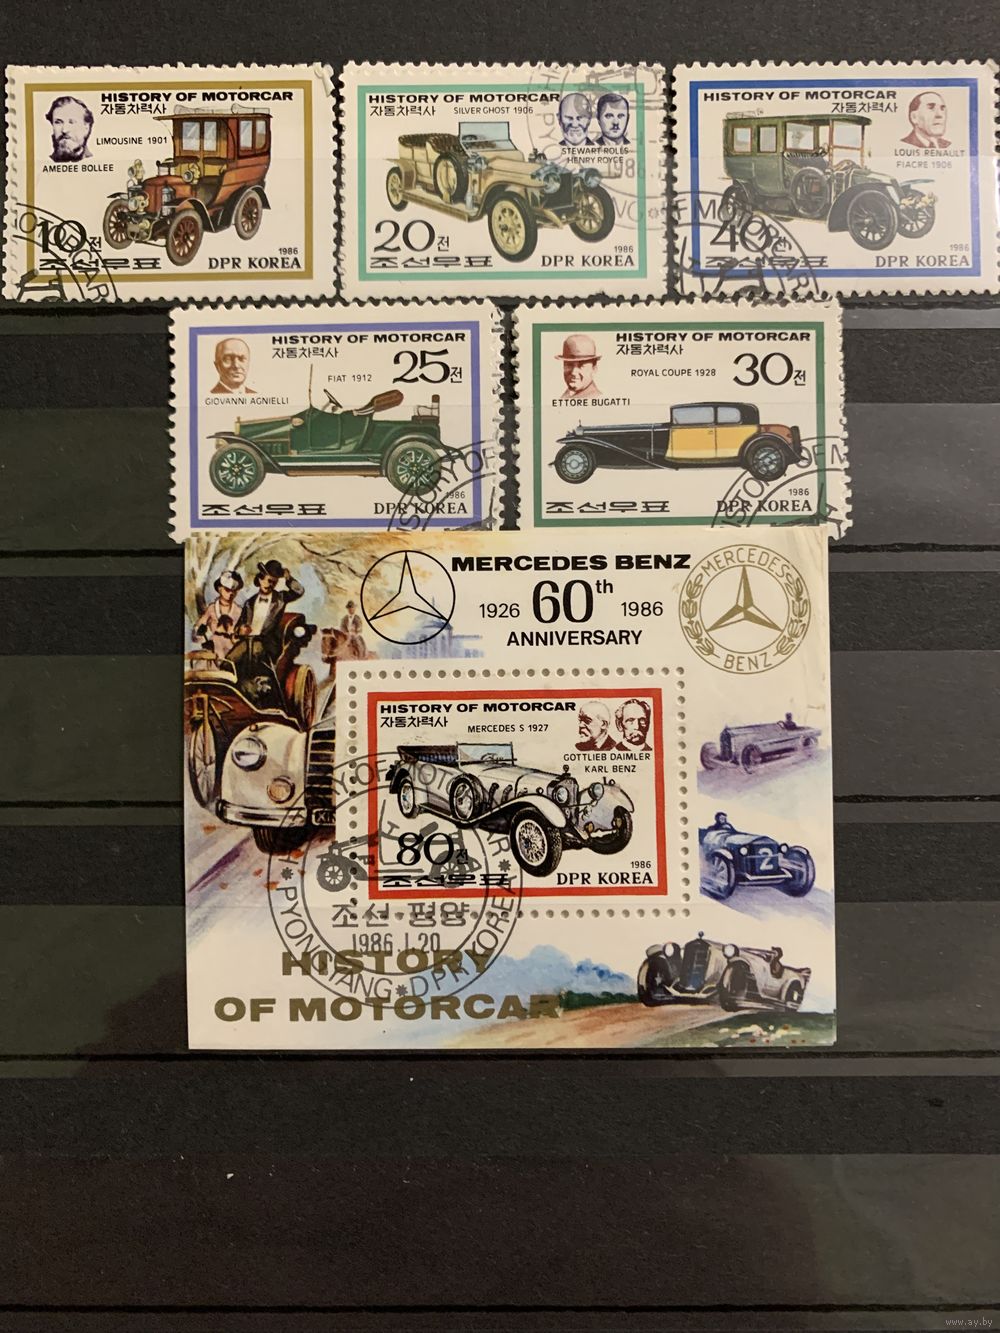 HISTORY OF MOTORCAR
자동차력사
LIMOUSINE 1901
AMEDEE BOLLEE
10전
1986
조선우표
DPR KOREA
HISTORY OF MOTORCAR
자동차력사
SILVER GHOST 1906
STEWART ROLLS
HENRY ROYCE
20전
1986
조선우표
DPR KOREA
HISTORY OF MOTORCAR
자동차력사
LOUIS RENAULT
FIACRE 1906
40전
1986
조선우표
DPR KOREA
HISTORY OF MOTORCAR
자동차력사
25전
FIAT 1912
GIOVANNI AGNIELLI
1986
조선우표
DPR KOREA
HISTORY OF MOTORCAR
자동차력사
30전
ROYAL COUPE 1928
ETTORE BUGATTI
1986
조선우표
DPR KOREA
MERCEDES BENZ
1926 60th 1986
ANNIVERSARY
MERCEDES
BENZ
HISTORY OF MOTORCAR
자동차력사
MERCEDES S 1927
GOTTLIEB DAIMLER
KARL BENZ
80전
1986
조선우표
DPR KOREA
2
HISTORY OF MOTORCAR
조선 평양
1986.1.20
PYONGYANG DPR KOREA
HISTORY
OF MOTORCAR
www.ay.by